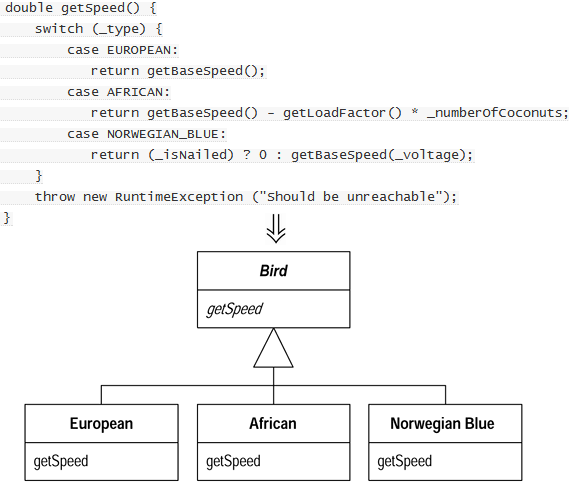 double getSpeed() {
switch (_type) {
case EUROPEAN:
return getBaseSpeed();
case AFRICAN:
return getBaseSpeed() - getLoadFactor() * _numberOfCoconuts;
case NORWEGIAN_BLUE:
return (_isNailed) ? 0 : getBaseSpeed(_voltage);
}
throw new RuntimeException ("Should be unreachable");
}
Bird
getSpeed
European
African
Norwegian Blue
getSpeed
getSpeed
getSpeed